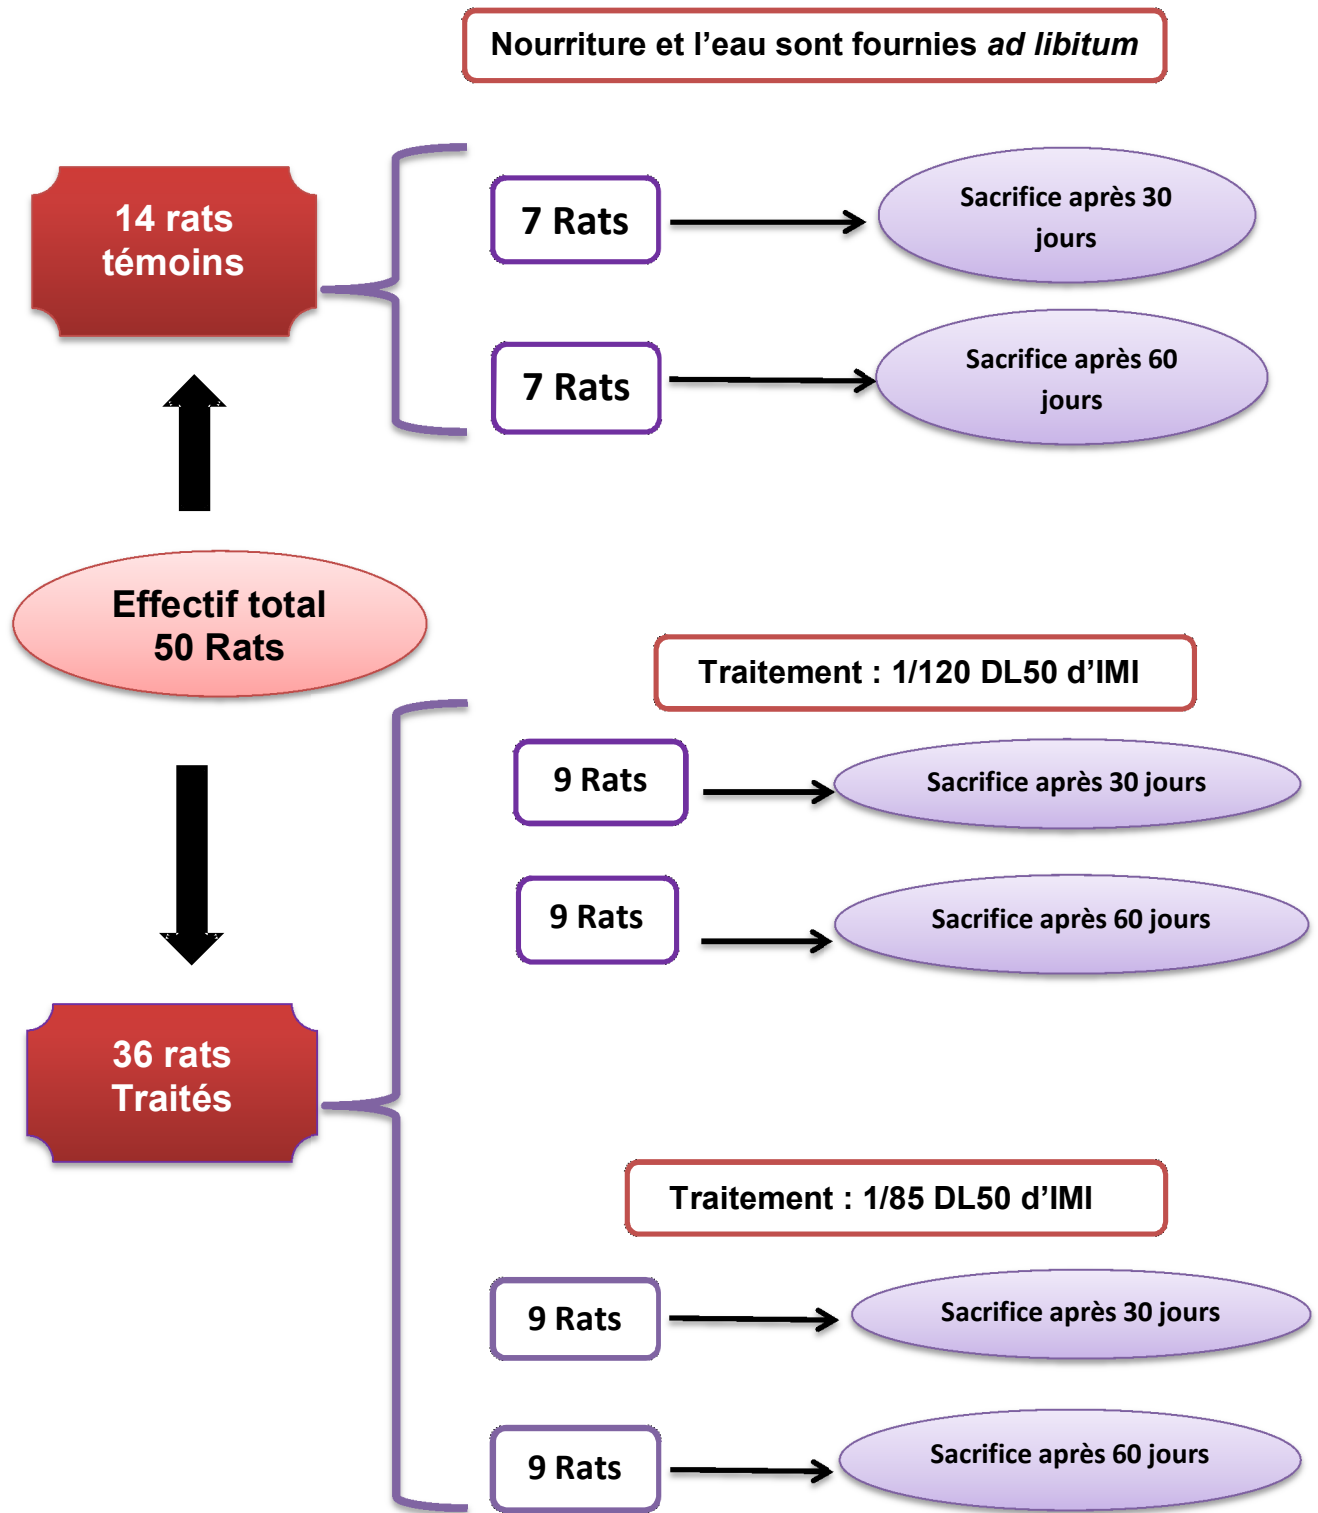 Nourriture et l’eau sont fournies ad libitum
14 rats
témoins
7 Rats
Sacrifice après 30
jours
7 Rats
Sacrifice après 60
jours
Effectif total
50 Rats
Traitement : 1/120 DL50 d’IMI
9 Rats
Sacrifice après 30 jours
9 Rats
Sacrifice après 60 jours
36 rats
Traités
Traitement : 1/85 DL50 d’IMI
9 Rats
Sacrifice après 30 jours
9 Rats
Sacrifice après 60 jours